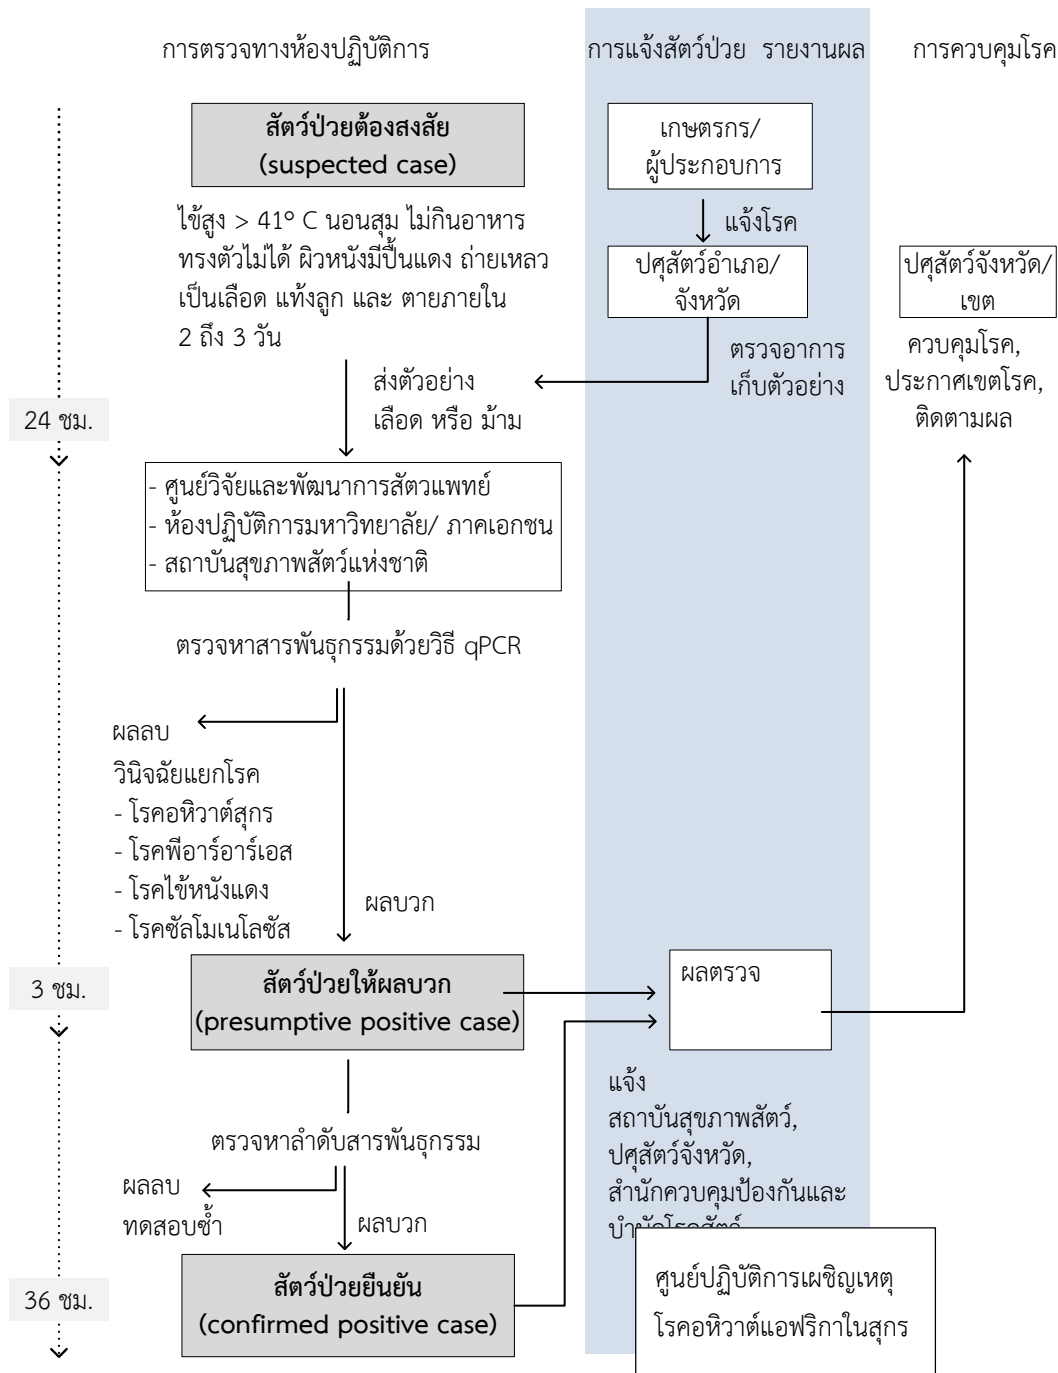 การตรวจทางห้องปฏิบัติการ
การแจ้งสัตว์ป่วย รายงานผล
การควบคุมโรค
สัตว์ป่วยต้องสงสัย
(suspected case)
เกษตรกร/
ผู้ประกอบการ
ไข้สูง > 41º C นอนสุม ไม่กินอาหาร
ทรงตัวไม่ได้ ผิวหนังมีปื้นแดง ถ่ายเหลว
เป็นเลือด แท้งลูก และ ตายภายใน
2 ถึง 3 วัน
แจ้งโรค
ปศุสัตว์อำเภอ/
จังหวัด
ปศุสัตว์จังหวัด/
เขต
ควบคุมโรค,
ประกาศเขตโรค,
ติดตามผล
ตรวจอาการ
เก็บตัวอย่าง
ส่งตัวอย่าง
เลือด หรือ ม้าม
24 ชม.
- ศูนย์วิจัยและพัฒนาการสัตวแพทย์
- ห้องปฏิบัติการมหาวิทยาลัย/ ภาคเอกชน
- สถาบันสุขภาพสัตว์แห่งชาติ
ตรวจหาสารพันธุกรรมด้วยวิธี qPCR
ผลลบ
วินิจฉัยแยกโรค
- โรคอหิวาต์สุกร
- โรคพีอาร์อาร์เอส
- โรคไข้หนังแดง
- โรคซัลโมเนโลซัส
ผลบวก
3 ชม.
สัตว์ป่วยให้ผลบวก
(presumptive positive case)
ผลตรวจ
แจ้ง
สถาบันสุขภาพสัตว์,
ปศุสัตว์จังหวัด,
สำนักควบคุมป้องกันและ
บำบัดโรคสัตว์
ตรวจหาลำดับสารพันธุกรรม
ผลลบ
ทดสอบซ้ำ
ผลบวก
36 ชม.
สัตว์ป่วยยืนยัน
(confirmed positive case)
ศูนย์ปฏิบัติการเผชิญเหตุ
โรคอหิวาต์แอฟริกาในสุกร